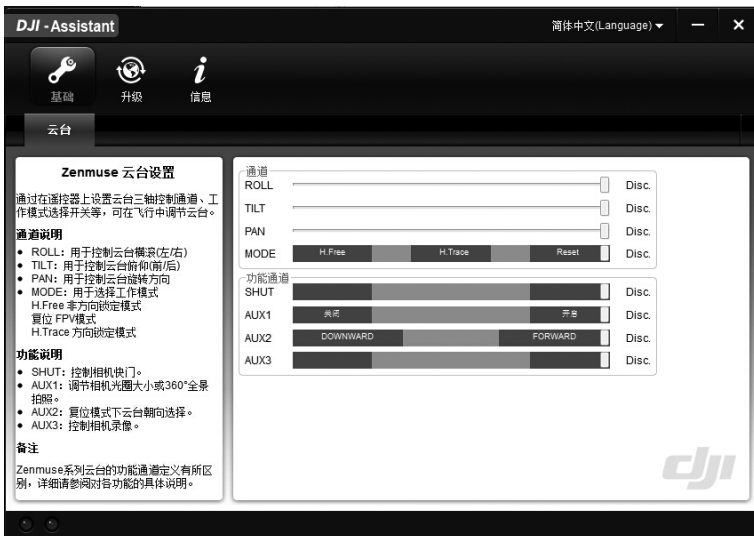 DJI - Assistant
简体中文(Language)
基础
升级
信息
云台
Zenmuse 云台设置
通过在遥控器上设置云台三轴控制通道、工
作模式选择开关等，可在飞行中调节云台。
通道说明
ROLL：用于控制云台横滚(左/右)
TILT：用于控制云台俯仰(前/后)
PAN：用于控制云台旋转方向
MODE：用于选择工作模式
H.Free 非方向锁定模式
复位 FPV模式
H.Trace 方向锁定模式
功能说明
SHUT：控制相机快门。
AUX1：调节相机光圈大小或360°全景
拍照。
AUX2：复位模式下云台朝向选择。
AUX3：控制相机录像。
备注
Zenmuse系列云台的功能通道定义有所区
别，详细请参阅对各功能的具体说明。
通道
ROLL Disc.
TILT Disc.
PAN Disc.
MODE H.Free H.Trace Reset Disc.
功能通道
SHUT Disc.
AUX1 关闭 开启 Disc.
AUX2 DOWNWARD FORWARD Disc.
AUX3 Disc.
dji